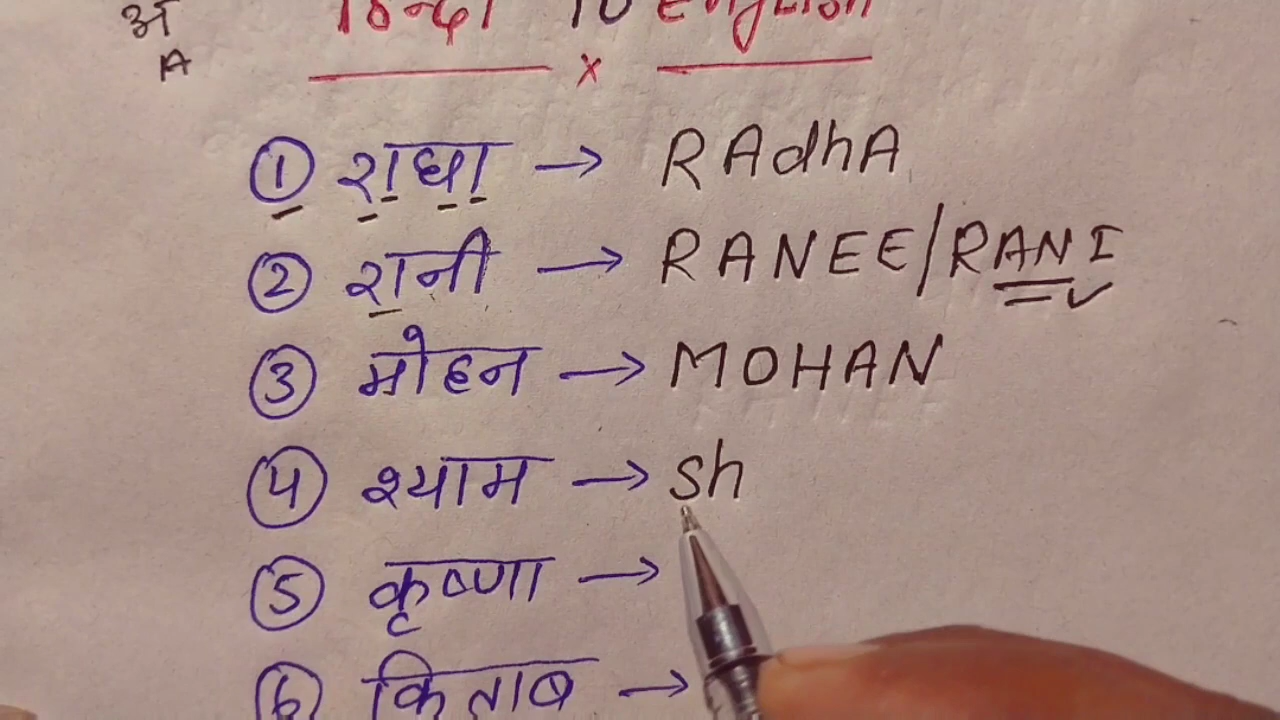 अ
हिन्दी To English
A
x
① राधा → RAdhA
② रानी → RANEE/RANI
③ मोहन → MOHAN
④ श्याम → Sh
⑤ कृष्णा →
⑥ किताब →